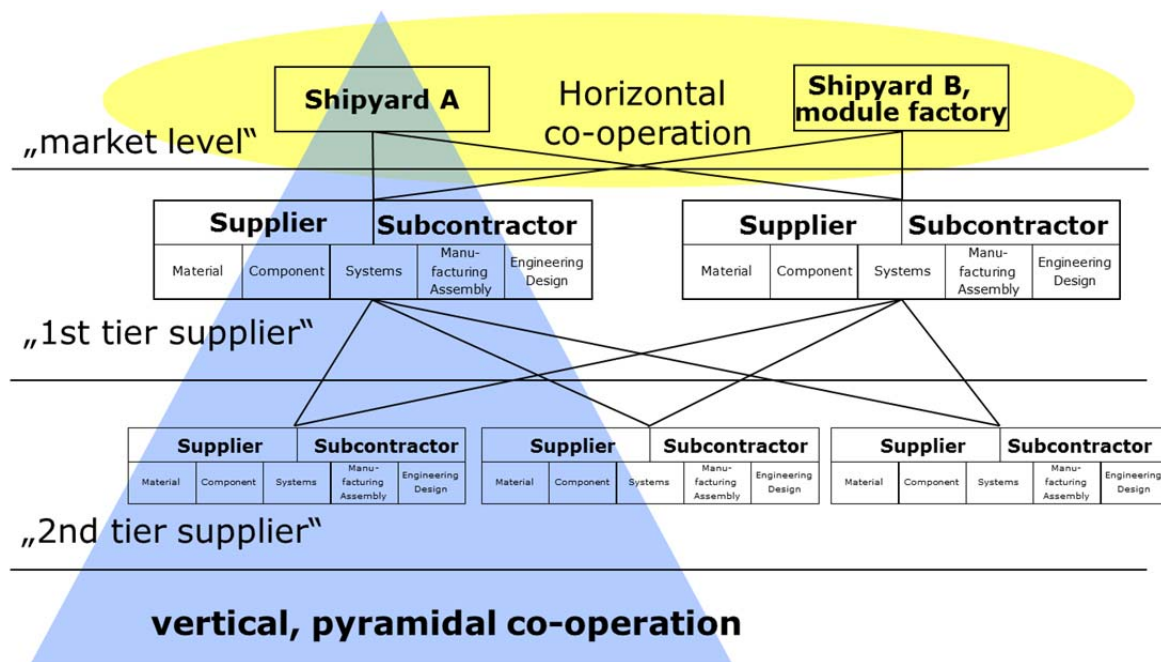 Shipyard A
Horizontal
co-operation
Shipyard B,
module factory
„market level“
Supplier
Subcontractor
Material
Component
Systems
Manu-
facturing
Assembly
Engineering
Design
Supplier
Subcontractor
Material
Component
Systems
Manu-
facturing
Assembly
Engineering
Design
„1st tier supplier“
Supplier
Subcontractor
Material
Component
Systems
Manu-
facturing
Assembly
Engineering
Design
Supplier
Subcontractor
Material
Component
Systems
Manu-
facturing
Assembly
Engineering
Design
Supplier
Subcontractor
Material
Component
Systems
Manu-
facturing
Assembly
Engineering
Design
„2nd tier supplier“
vertical, pyramidal co-operation